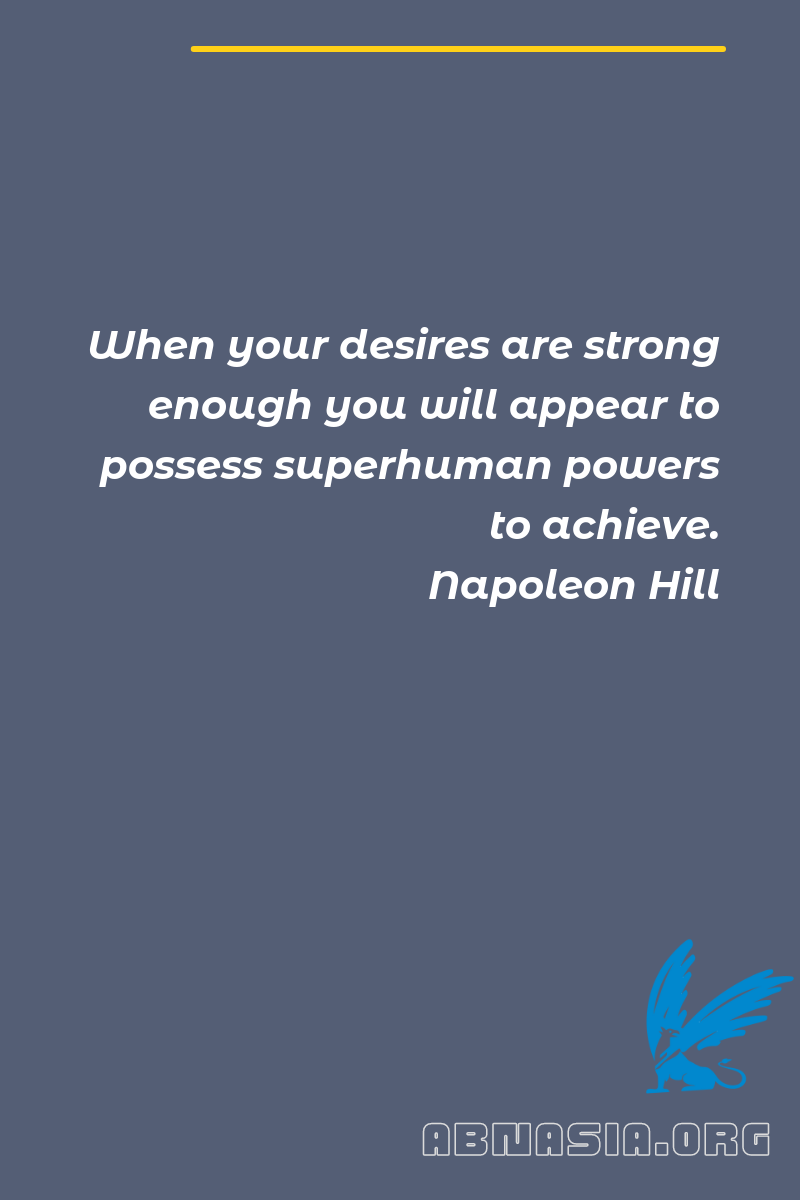 When your desires are strong
enough you will appear to
possess superhuman powers
to achieve.
Napoleon Hill
ABNASIA.ORG